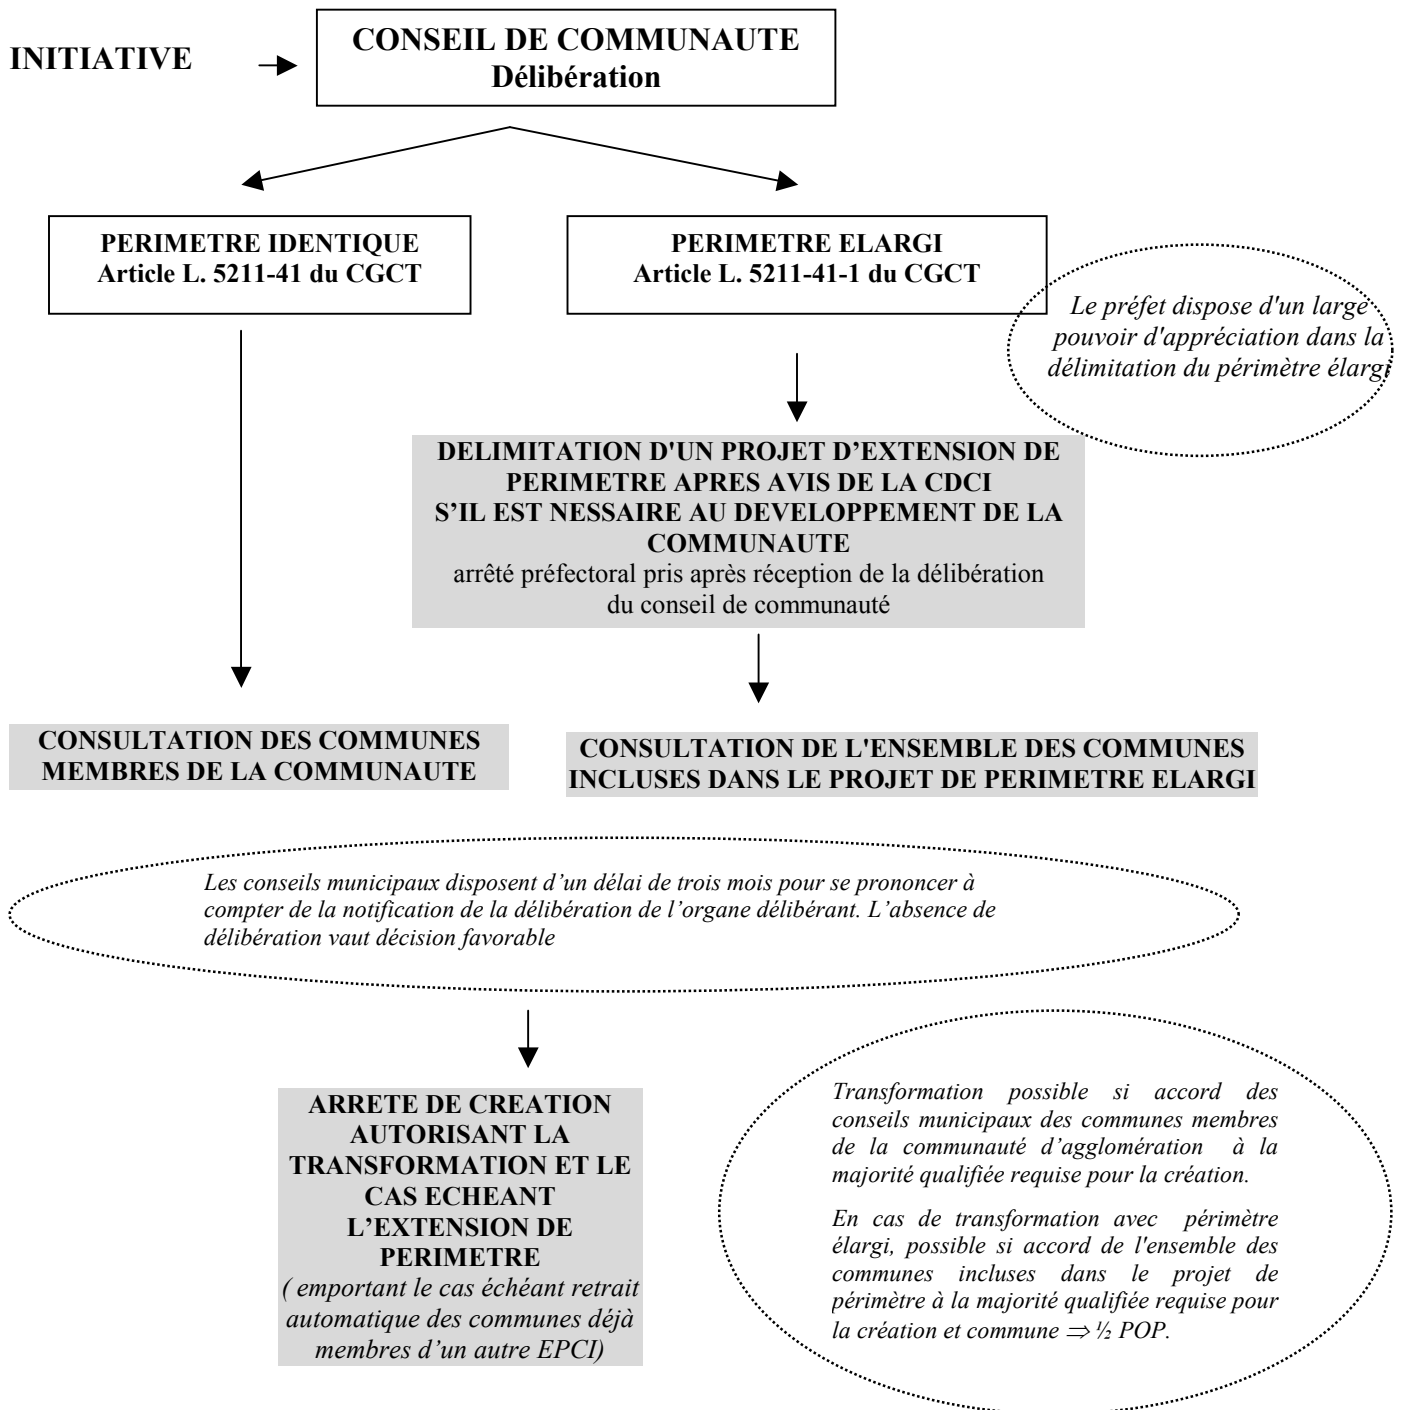 INITIATIVE
CONSEIL DE COMMUNAUTE
Délibération
PERIMETRE IDENTIQUE
Article L. 5211-41 du CGCT
PERIMETRE ELARGI
Article L. 5211-41-1 du CGCT
Le préfet dispose d'un large
pouvoir d'appréciation dans la
délimitation du périmètre élargi
DELIMITATION D'UN PROJET D’EXTENSION DE
PERIMETRE APRES AVIS DE LA CDCI
S’IL EST NESSAIRE AU DEVELOPPEMENT DE LA
COMMUNAUTE
arrêté préfectoral pris après réception de la délibération
du conseil de communauté
CONSULTATION DES COMMUNES
MEMBRES DE LA COMMUNAUTE
CONSULTATION DE L'ENSEMBLE DES COMMUNES
INCLUSES DANS LE PROJET DE PERIMETRE ELARGI
Les conseils municipaux disposent d’un délai de trois mois pour se prononcer à
compter de la notification de la délibération de l’organe délibérant. L’absence de
délibération vaut décision favorable
ARRETE DE CREATION
AUTORISANT LA
TRANSFORMATION ET LE
CAS ECHEANT
L’EXTENSION DE
PERIMETRE
( emportant le cas échéant retrait
automatique des communes déjà
membres d’un autre EPCI)
Transformation possible si accord des
conseils municipaux des communes membres
de la communauté d’agglomération à la
majorité qualifiée requise pour la création.
En cas de transformation avec périmètre
élargi, possible si accord de l'ensemble des
communes incluses dans le projet de
périmètre à la majorité qualifiée requise pour
la création et commune ⇒ ½ POP.